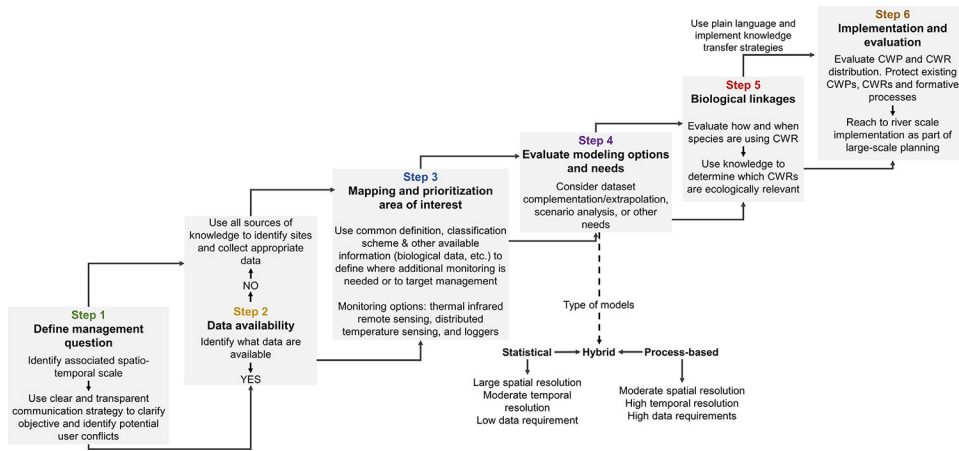 Step 1
Define management
question
Identify associated spatio-
temporal scale
Use clear and transparent
communication strategy to clarify
objective and identify potential
user conflicts
Use all sources of
knowledge to identify sites
and collect appropriate
data
NO
Step 2
Data availability
Identify what data are
available
YES
Step 3
Mapping and prioritization
area of interest
Use common definition, classification
scheme & other available
information (biological data, etc.) to
define where additional monitoring is
needed or to target management
Monitoring options: thermal infrared
remote sensing, distributed
temperature sensing, and loggers
Step 4
Evaluate modeling options
and needs
Consider dataset
complementation/extrapolation,
scenario analysis, or other
needs
Type of models
Statistical
Hybrid
Process-based
Large spatial resolution
Moderate temporal
resolution
Low data requirement
Moderate spatial resolution
High temporal resolution
High data requirements
Step 5
Biological linkages
Evaluate how and when
species are using CWR
Use knowledge to
determine which CWRs
are ecologically relevant
Use plain language and
implement knowledge
transfer strategies
Step 6
Implementation and
evaluation
Evaluate CWP and CWR
distribution. Protect existing
CWPs, CWRs and formative
processes
Reach to river scale
implementation as part of
large-scale planning